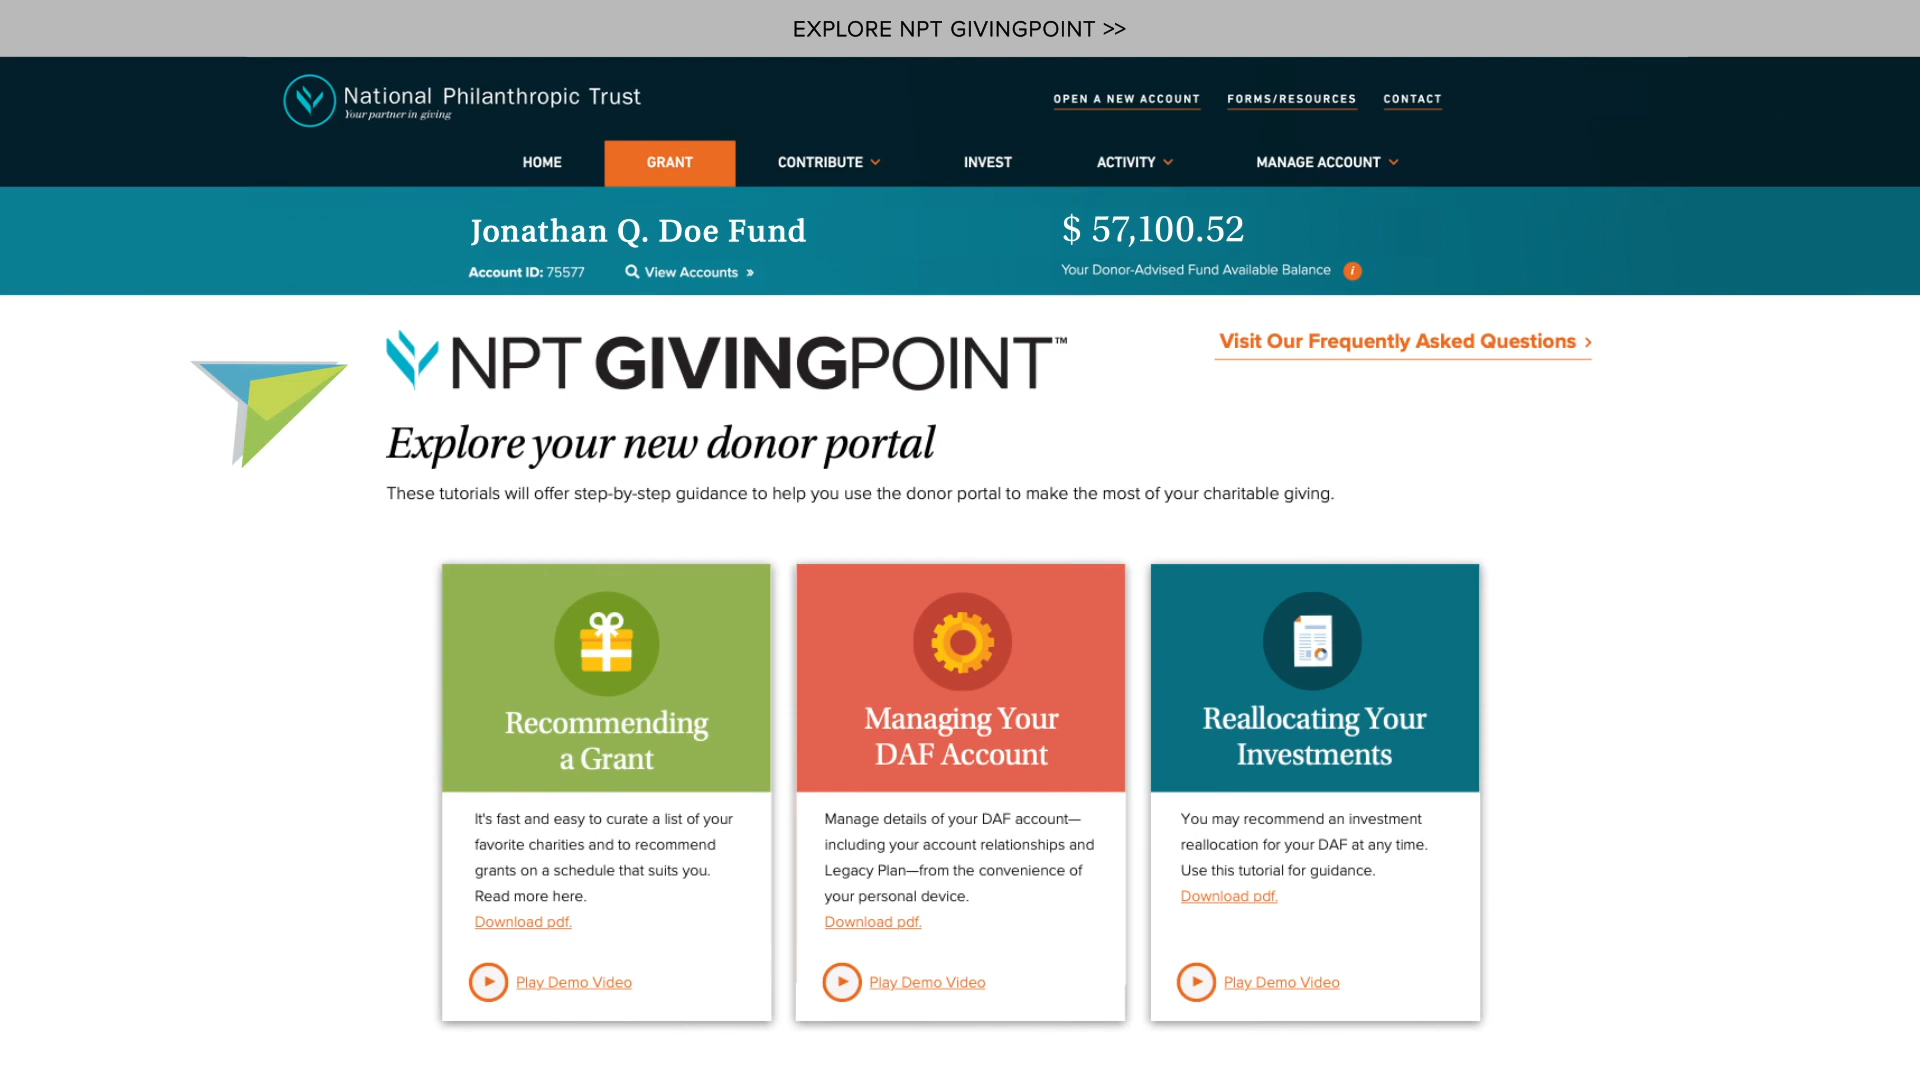 EXPLORE NPT GIVINGPOINT >>
National Philanthropic Trust
Your partner in giving
OPEN A NEW ACCOUNT FORMS/RESOURCES CONTACT
HOME GRANT CONTRIBUTE INVEST ACTIVITY MANAGE ACCOUNT
Jonathan Q. Doe Fund
Account ID: 75577 View Accounts »
$ 57,100.52
Your Donor-Advised Fund Available Balance i
NPT GIVINGPOINT™
Visit Our Frequently Asked Questions ›
Explore your new donor portal
These tutorials will offer step-by-step guidance to help you use the donor portal to make the most of your charitable giving.
Recommending
a Grant
It's fast and easy to curate a list of your
favorite charities and to recommend
grants on a schedule that suits you.
Read more here.
Download pdf.
Play Demo Video
Managing Your
DAF Account
Manage details of your DAF account—
including your account relationships and
Legacy Plan—from the convenience of
your personal device.
Download pdf.
Play Demo Video
Reallocating Your
Investments
You may recommend an investment
reallocation for your DAF at any time.
Use this tutorial for guidance.
Download pdf.
Play Demo Video